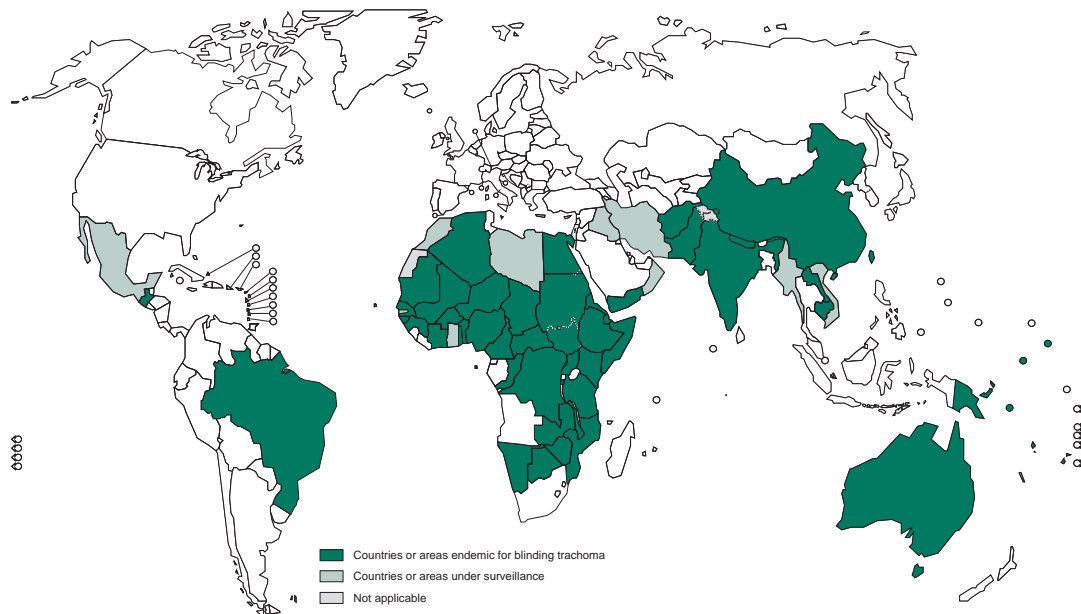 Countries or areas endemic for blinding trachoma
Countries or areas under surveillance
Not applicable